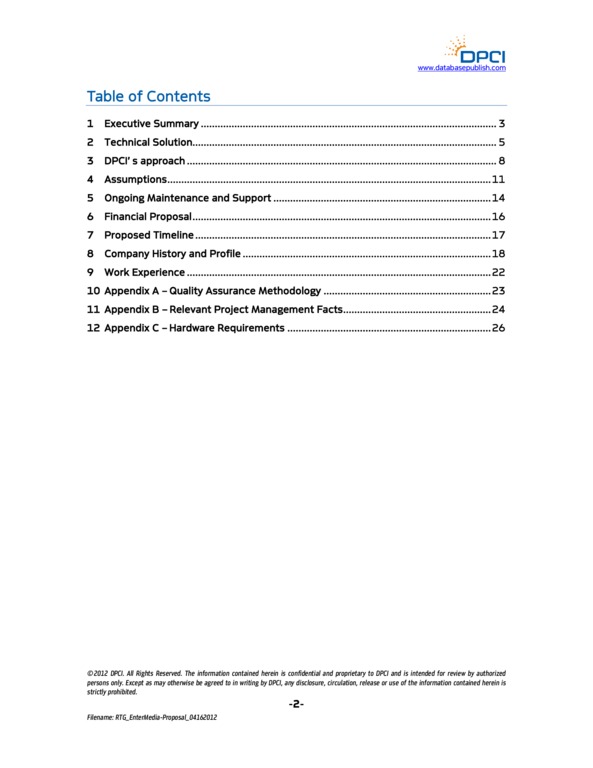 DPCI
www.databasepublish.com
Table of Contents
1 Executive Summary ........................................................................................................... 3
2 Technical Solution.............................................................................................................. 5
3 DPCI's approach ................................................................................................................ 8
4 Assumptions.....................................................................................................................11
5 Ongoing Maintenance and Support ...............................................................................14
6 Financial Proposal............................................................................................................16
7 Proposed Timeline...........................................................................................................17
8 Company History and Profile ..........................................................................................18
9 Work Experience ..............................................................................................................22
10 Appendix A – Quality Assurance Methodology ............................................................23
11 Appendix B – Relevant Project Management Facts.....................................................24
12 Appendix C – Hardware Requirements .........................................................................26
©2012 DPCI. All Rights Reserved. The information contained herein is confidential and proprietary to DPCI and is intended for review by authorized
persons only. Except as may otherwise be agreed to in writing by DPCI, any disclosure, circulation, release or use of the information contained herein is
strictly prohibited.
-2-
Filename: RTG_EnterMedia-Proposal_04162012